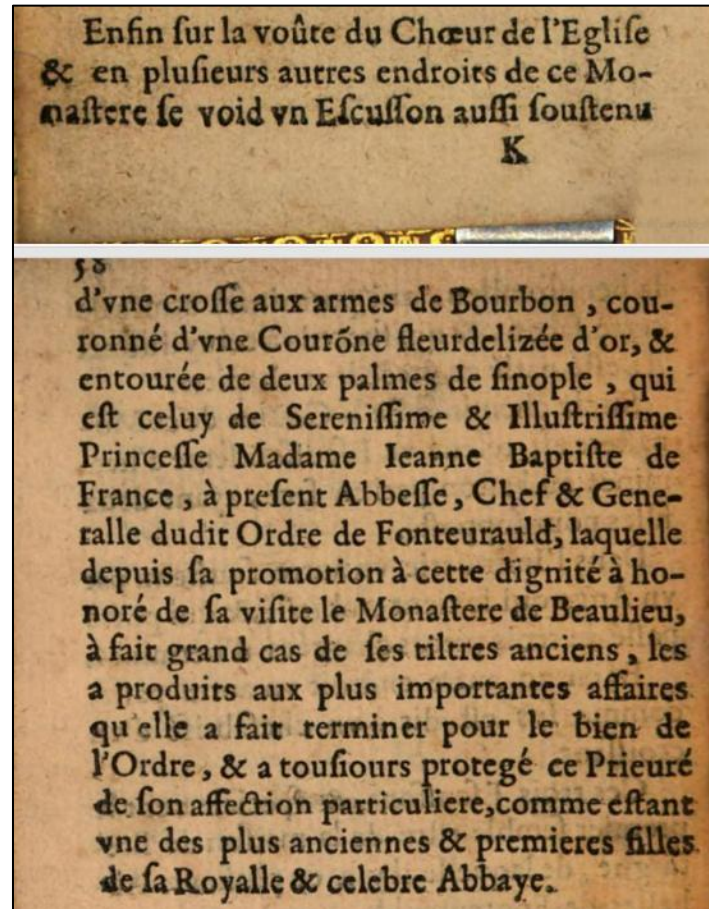 Enfin ſur la voûte du Chœur de l'Egliſe
& en pluſieurs autres endroits de ce Mo-
naſtere ſe void vn Eſcuſſon auſſi ſouſtenu
K
58
d'vne croſſe aux armes de Bourbon , cou-
ronné d'vne Courőne fleurdelizée d'or, &
entourée de deux palmes de ſinople , qui
eſt celuy de Sereniſſime & Illuſtriſſime
Princeſſe Madame Ieanne Baptiſte de
France , à preſent Abbeſſe, Chef & Gene-
ralle dudit Ordre de Fonteurauld, laquelle
depuis ſa promotion à cette dignité à ho-
noré de ſa viſite le Monaſtere de Beaulieu,
à fait grand cas de ſes tiltres anciens , les
a produits aux plus importantes affaires
qu'elle a fait terminer pour le bien de
l'Ordre , & a touſiours protegé ce Prieuré
de ſon affection particuliere,comme eſtant
vne des plus anciennes & premieres filles
de ſa Royalle & celebre Abbaye.